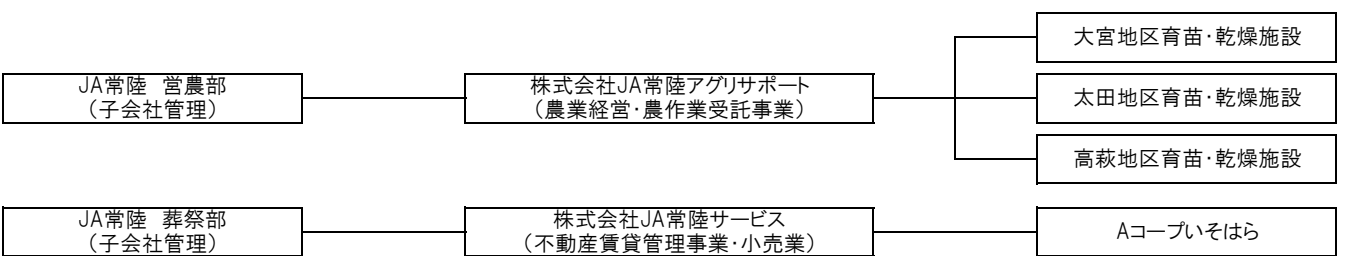 大宮地区育苗・乾燥施設
JA常陸　営農部
（子会社管理）
株式会社JA常陸アグリサポート
（農業経営・農作業受託事業）
太田地区育苗・乾燥施設
高萩地区育苗・乾燥施設
JA常陸　葬祭部
（子会社管理）
株式会社JA常陸サービス
（不動産賃貸管理事業・小売業）
Aコープいそはら